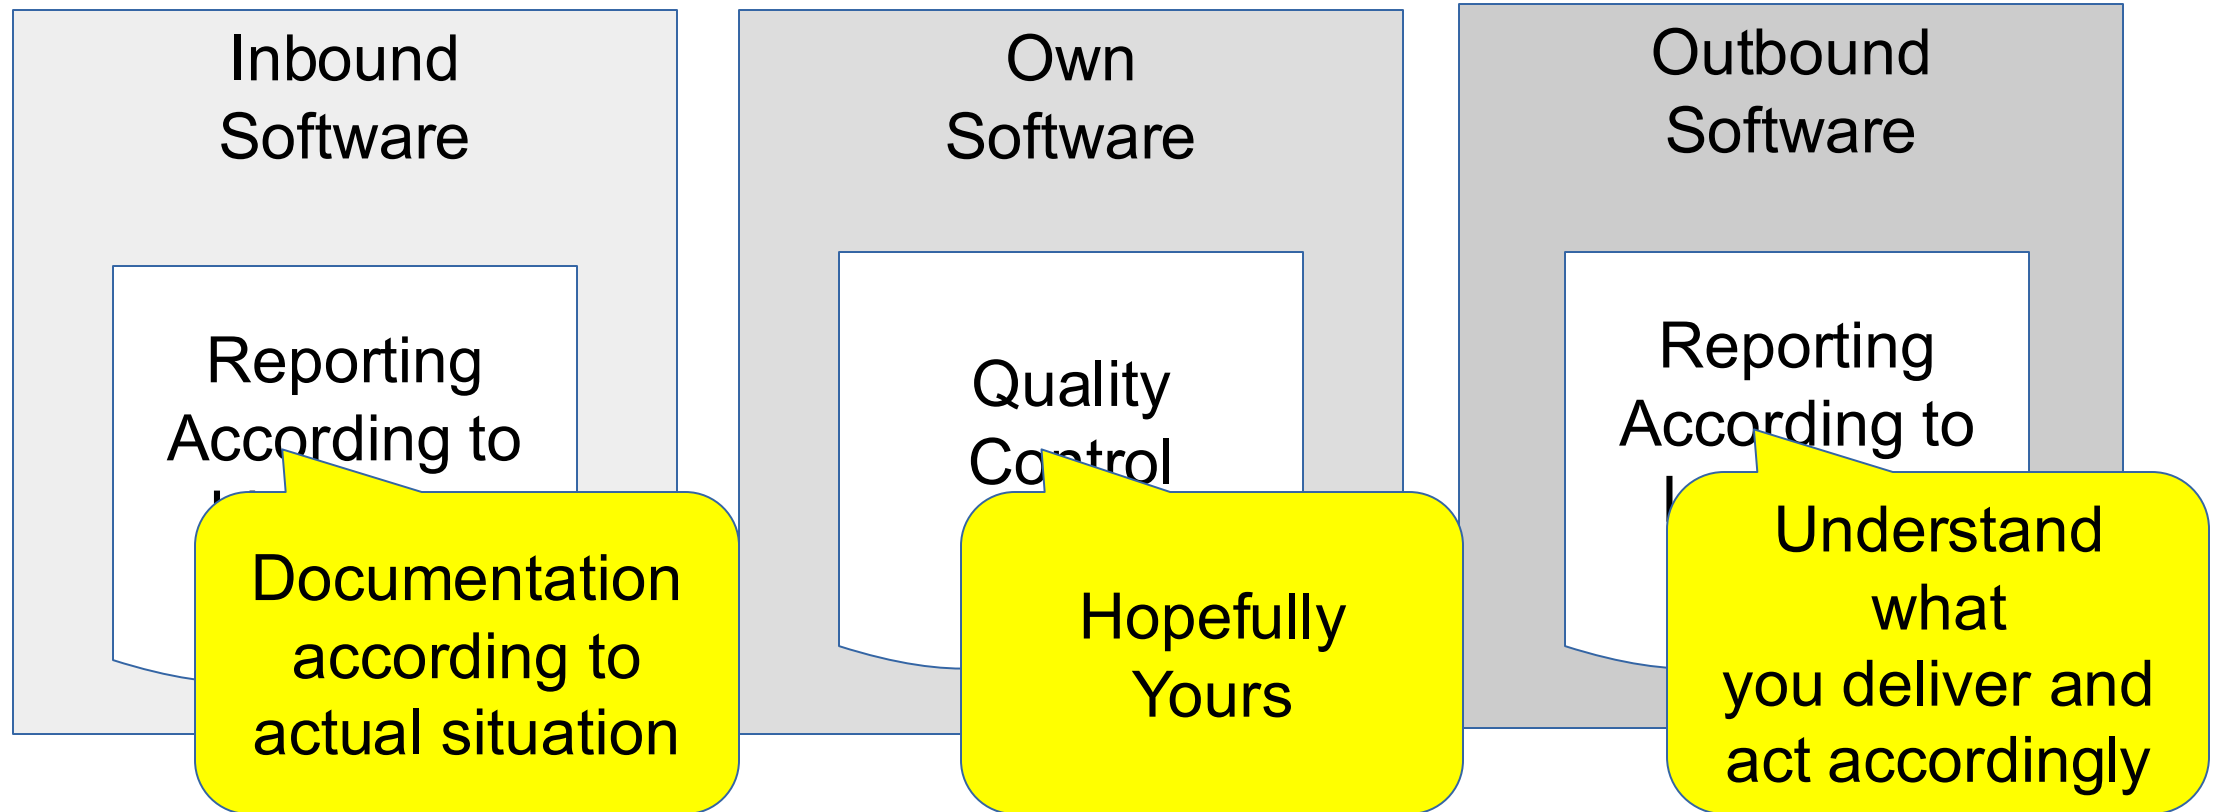 Inbound
Software
Reporting
According to
Documentation
according to
actual situation
Own
Software
Quality
Control
Hopefully
Yours
Outbound
Software
Reporting
According to
Understand
what
you deliver and
act accordingly